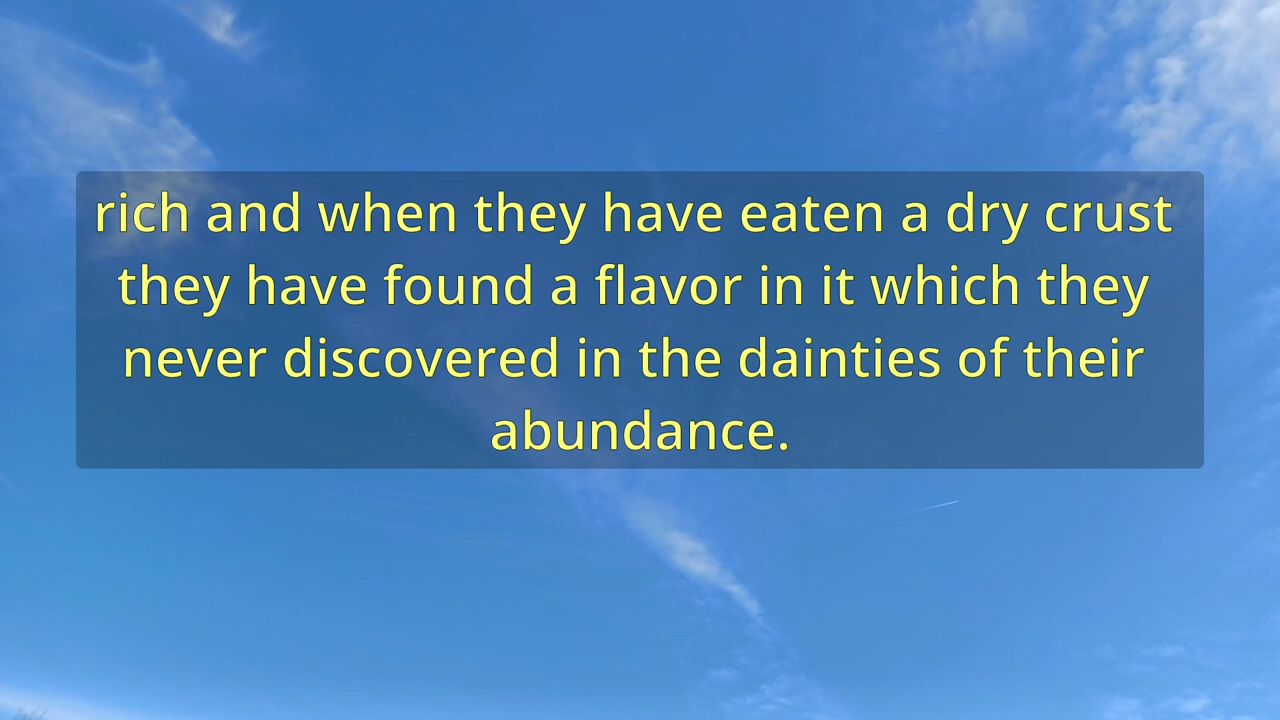 rich and when they have eaten a dry crust
they have found a flavor in it which they
never discovered in the dainties of their
abundance.